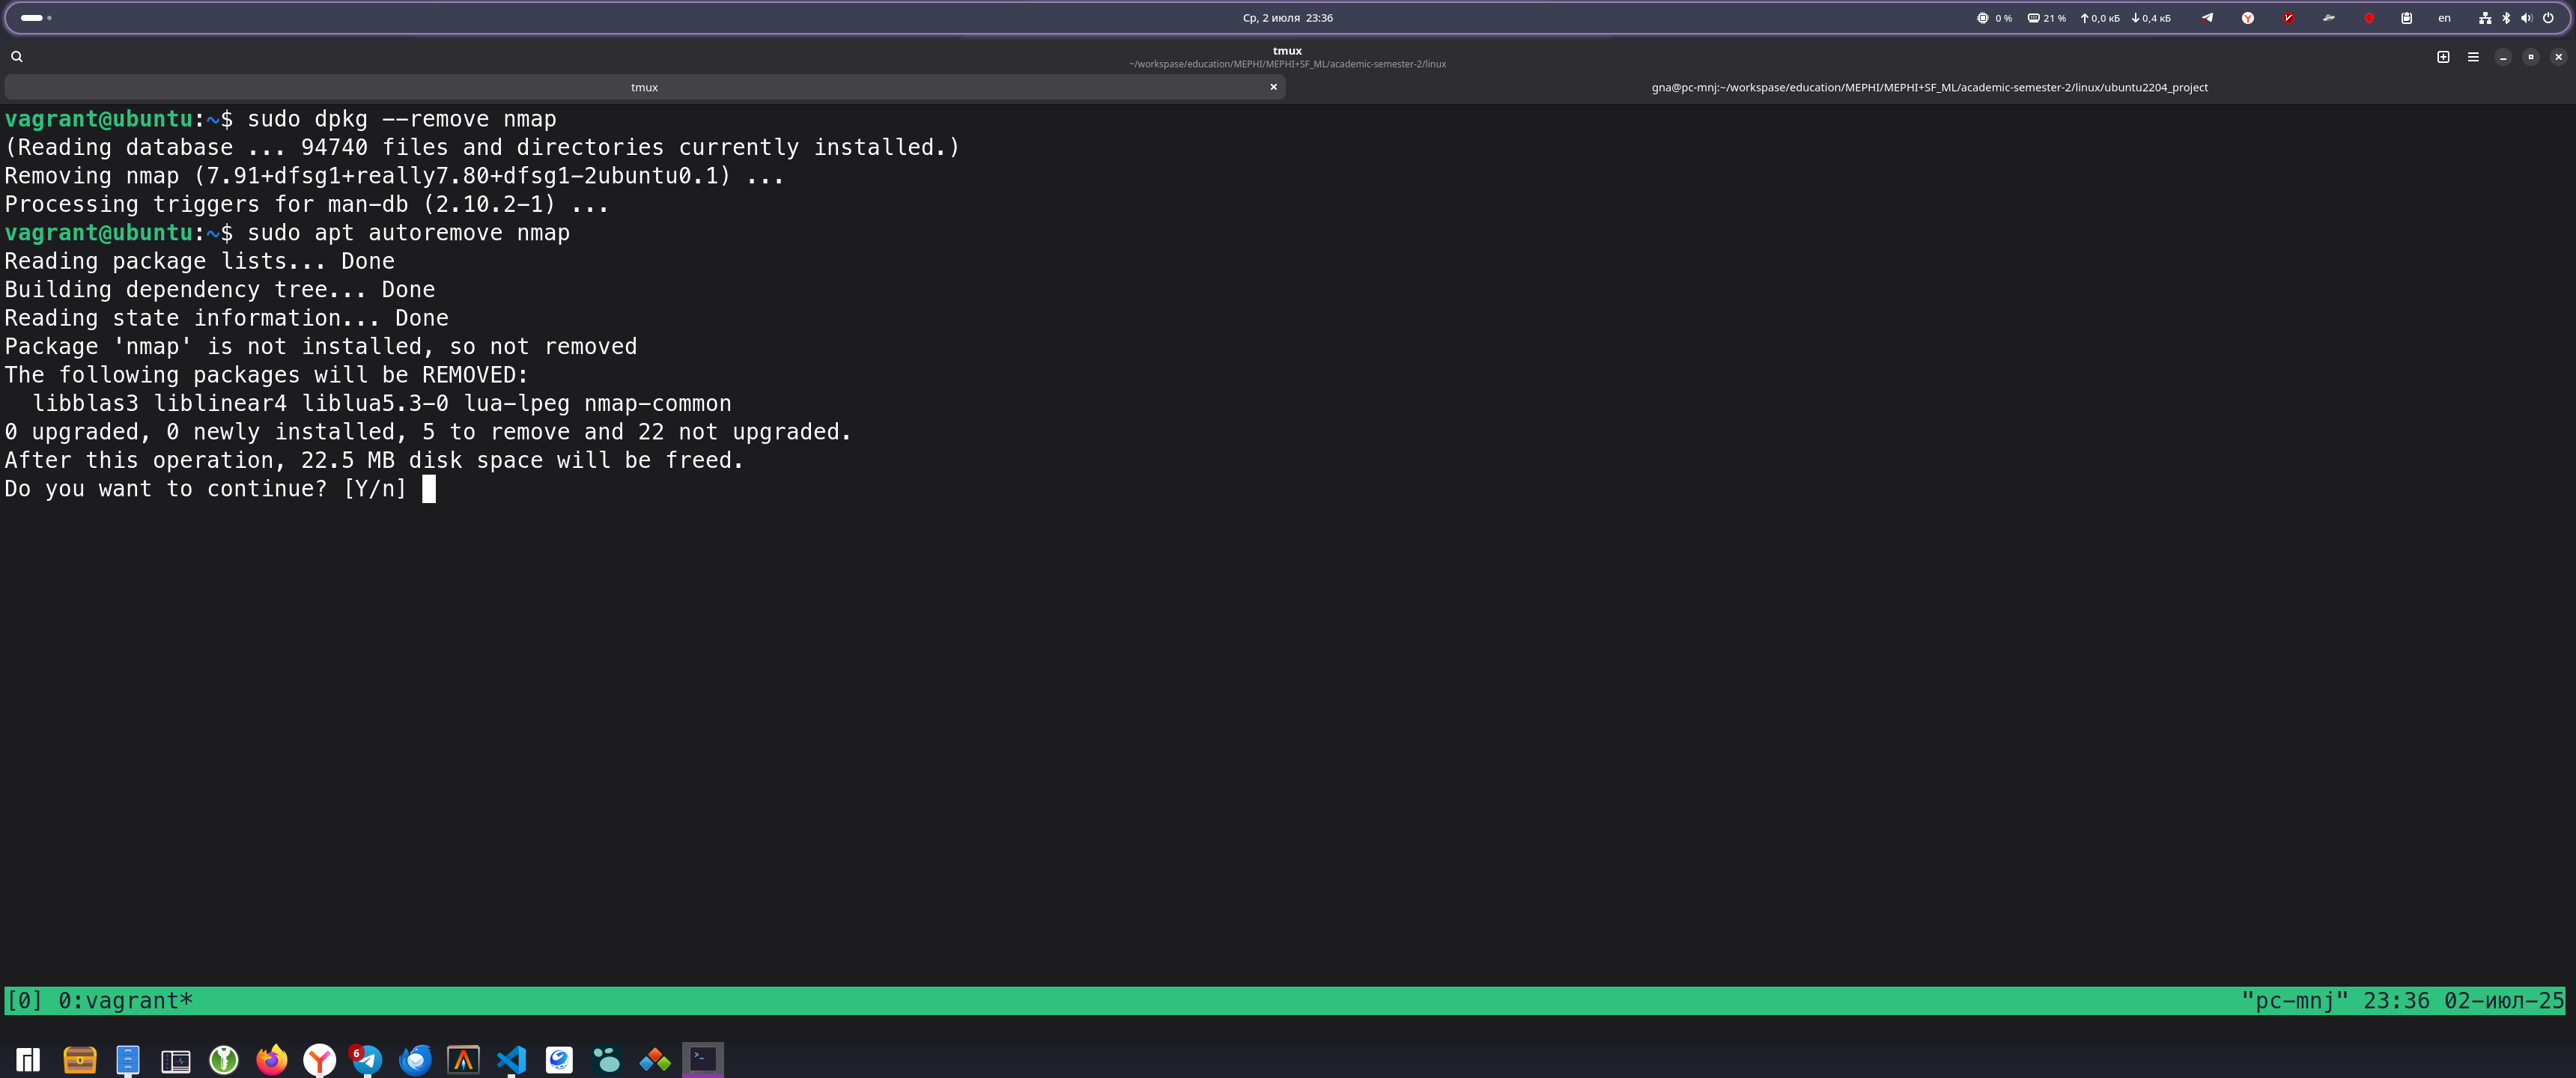 Ср, 2 июля 23:36
0 %
21 %
0,0 кБ
0,4 кБ
en
tmux
~/workspase/education/MEPHI/MEPHI+SF_ML/academic-semester-2/linux
tmux
gna@pc-mnj:~/workspase/education/MEPHI/MEPHI+SF_ML/academic-semester-2/linux/ubuntu2204_project
vagrant@ubuntu:~$ sudo dpkg --remove nmap
(Reading database ... 94740 files and directories currently installed.)
Removing nmap (7.91+dfsg1+really7.80+dfsg1-2ubuntu0.1) ...
Processing triggers for man-db (2.10.2-1) ...
vagrant@ubuntu:~$ sudo apt autoremove nmap
Reading package lists... Done
Building dependency tree... Done
Reading state information... Done
Package 'nmap' is not installed, so not removed
The following packages will be REMOVED:
  libblas3 liblinear4 liblua5.3-0 lua-lpeg nmap-common
0 upgraded, 0 newly installed, 5 to remove and 22 not upgraded.
After this operation, 22.5 MB disk space will be freed.
Do you want to continue? [Y/n]
[0] 0:vagrant*
"pc-mnj" 23:36 02-июл-25
6